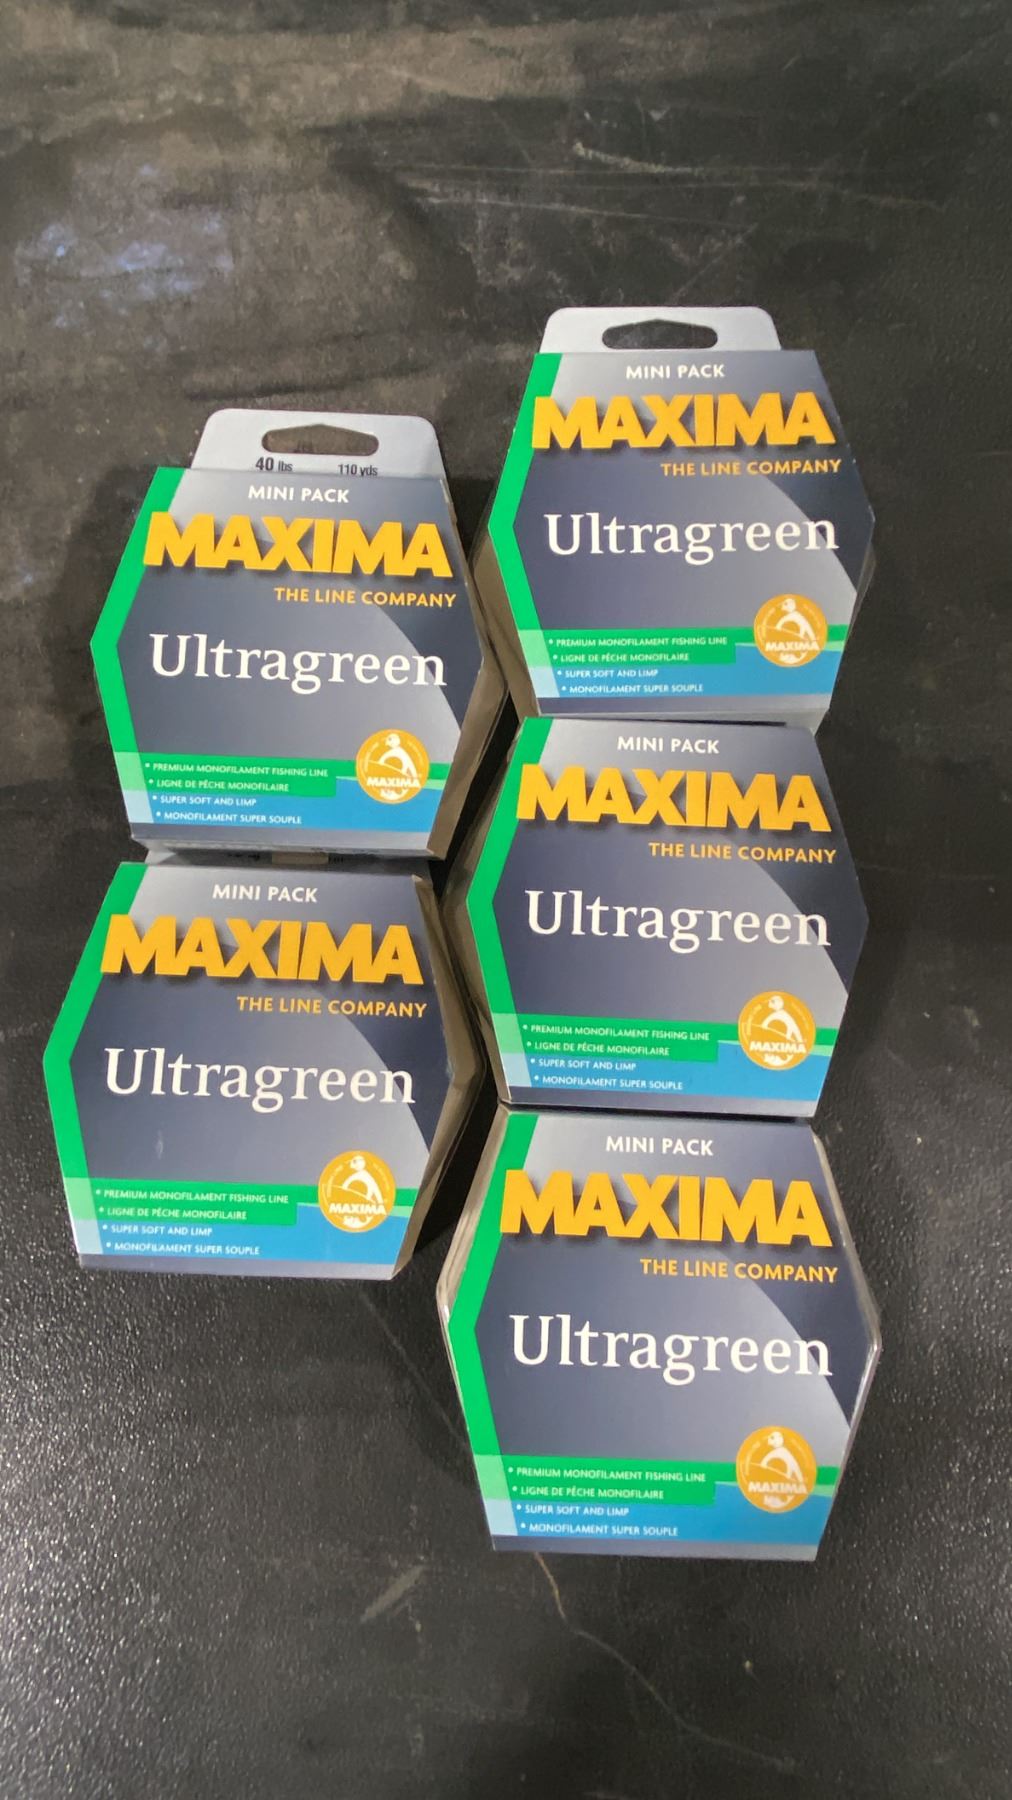 40 lbs 110 yds
MINI PACK
MAXIMA
THE LINE COMPANY
Ultragreen
• PREMIUM MONOFILAMENT FISHING LINE
• LIGNE DE PÊCHE MONOFILAIRE
• SUPER SOFT AND LIMP
• MONOFILAMENT SUPER SOUPLE
MAXIMA
MINI PACK
MAXIMA
THE LINE COMPANY
Ultragreen
• PREMIUM MONOFILAMENT FISHING LINE
• LIGNE DE PÊCHE MONOFILAIRE
• SUPER SOFT AND LIMP
• MONOFILAMENT SUPER SOUPLE
MAXIMA
MINI PACK
MAXIMA
THE LINE COMPANY
Ultragreen
• PREMIUM MONOFILAMENT FISHING LINE
• LIGNE DE PÊCHE MONOFILAIRE
• SUPER SOFT AND LIMP
• MONOFILAMENT SUPER SOUPLE
MAXIMA
MINI PACK
MAXIMA
THE LINE COMPANY
Ultragreen
• PREMIUM MONOFILAMENT FISHING LINE
• LIGNE DE PÊCHE MONOFILAIRE
• SUPER SOFT AND LIMP
• MONOFILAMENT SUPER SOUPLE
MAXIMA
MINI PACK
MAXIMA
THE LINE COMPANY
Ultragreen
• PREMIUM MONOFILAMENT FISHING LINE
• LIGNE DE PÊCHE MONOFILAIRE
• SUPER SOFT AND LIMP
• MONOFILAMENT SUPER SOUPLE
MAXIMA